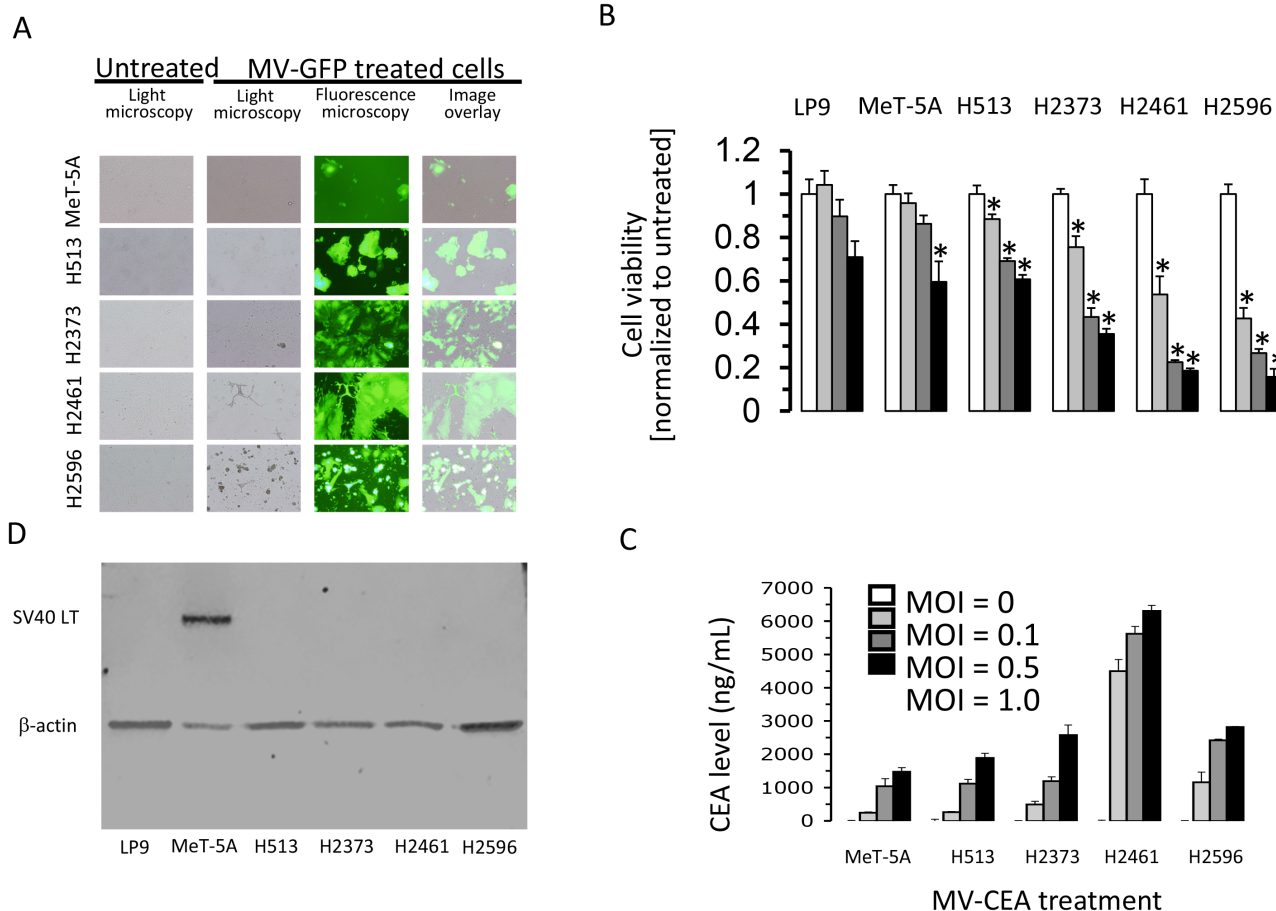 A
Untreated MV-GFP treated cells
Light microscopy
Light microscopy
Fluorescence microscopy
Image overlay
MeT-5A
H513
H2373
H2461
H2596
B
LP9 MeT-5A H513 H2373 H2461 H2596
Cell viability
[normalized to untreated]
1.2
1
0.8
0.6
0.4
0.2
0
* 
* * *
* * *
* * *
* * *
D
SV40 LT
β-actin
LP9 MeT-5A H513 H2373 H2461 H2596
C
CEA level (ng/mL)
7000
6000
5000
4000
3000
2000
1000
0
MOI = 0
MOI = 0.1
MOI = 0.5
MOI = 1.0
MeT-5A H513 H2373 H2461 H2596
MV-CEA treatment